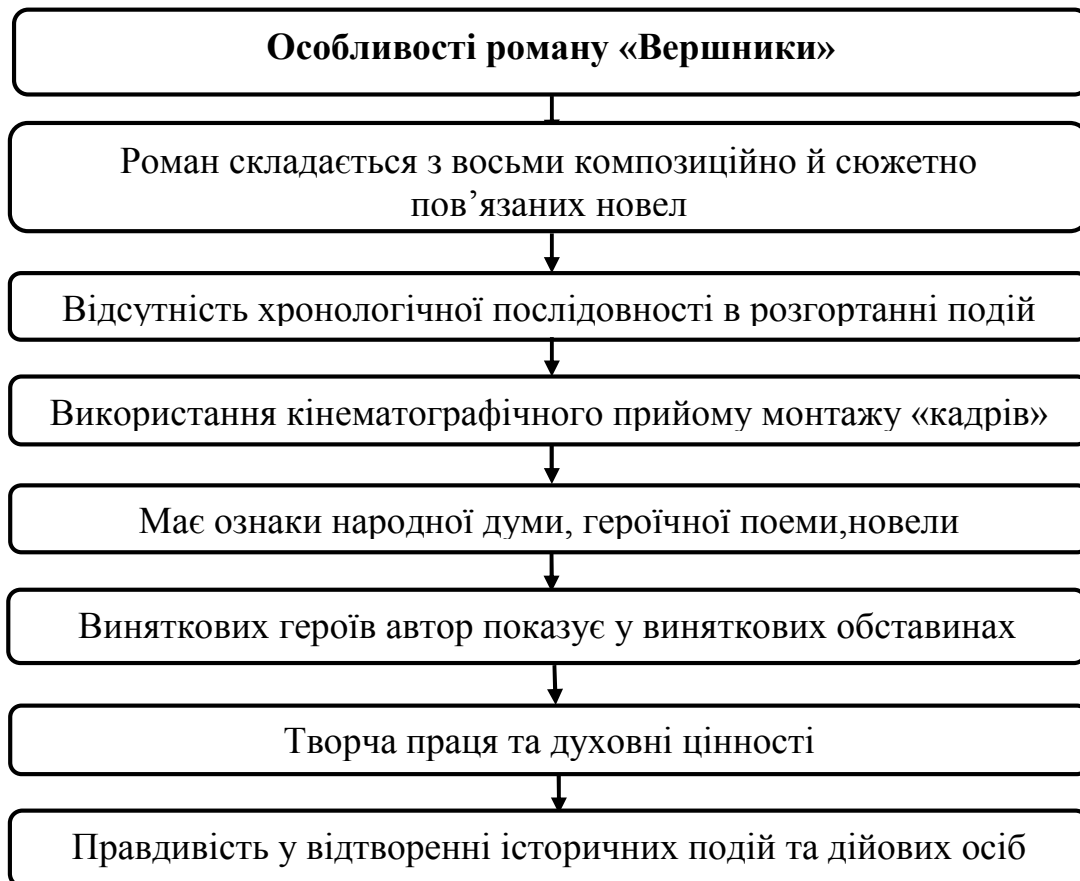 Особливості роману «Вершники»
Роман складається з восьми композиційно й сюжетно
пов’язаних новел
Відсутність хронологічної послідовності в розгортанні подій
Використання кінематографічного прийому монтажу «кадрів»
Має ознаки народної думи, героїчної поеми,новели
Виняткових героїв автор показує у виняткових обставинах
Творча праця та духовні цінності
Правдивість у відтворенні історичних подій та дійових осіб